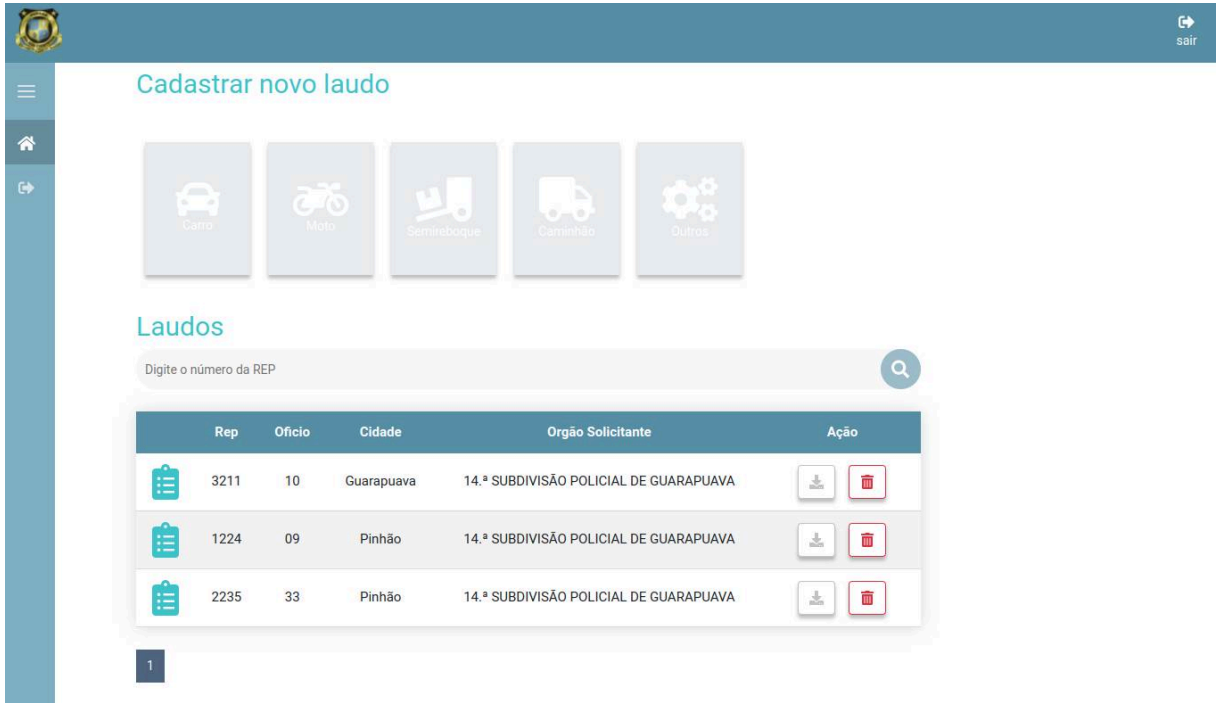 sair
Cadastrar novo laudo
Carro Moto Semireboque Caminhão Outros
Laudos
Digite o número da REP
Rep Oficio Cidade Orgão Solicitante Ação
3211 10 Guarapuava 14.ª SUBDIVISÃO POLICIAL DE GUARAPUAVA
1224 09 Pinhão 14.ª SUBDIVISÃO POLICIAL DE GUARAPUAVA
2235 33 Pinhão 14.ª SUBDIVISÃO POLICIAL DE GUARAPUAVA
1